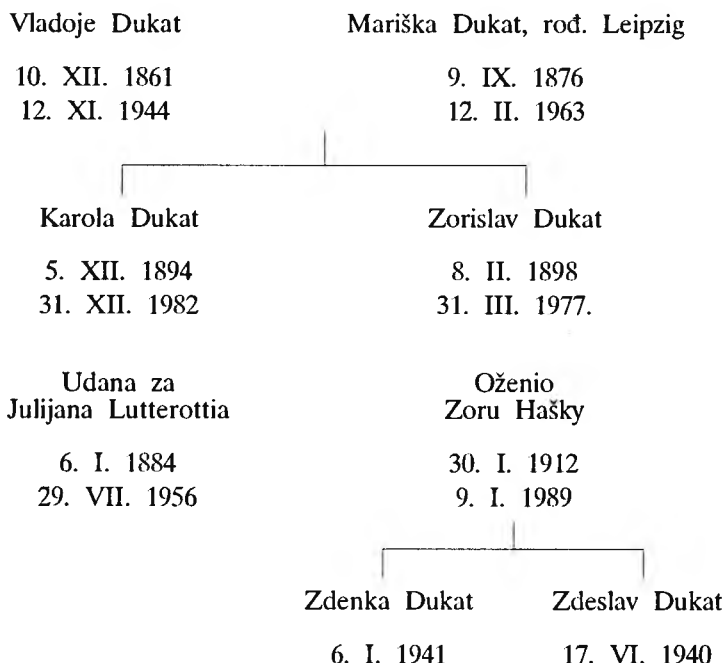 Vladoje Dukat
10. XII. 1861
12. XI. 1944
Mariška Dukat, rođ. Leipzig
9. IX. 1876
12. II. 1963
Karola Dukat
5. XII. 1894
31. XII. 1982
Udana za
Julijana Lutterottia
6. I. 1884
29. VII. 1956
Zorislav Dukat
8. II. 1898
31. III. 1977.
Oženio
Zoru Hašky
30. I. 1912
9. I. 1989
Zdenka Dukat
6. I. 1941
Zdeslav Dukat
17. VI. 1940